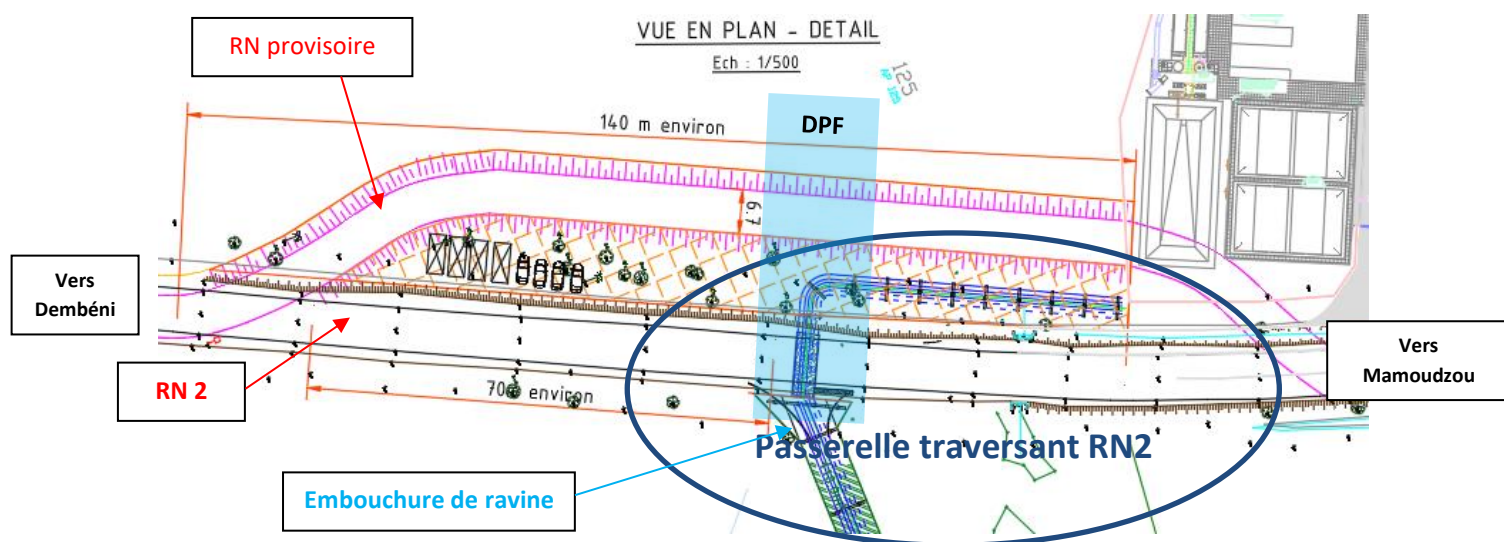 VUE EN PLAN - DETAIL
Ech : 1/500
RN provisoire
125
140 m environ
DPF
6.7
Vers
Dembéni
RN 2
70 environ
Vers
Mamoudzou
Passerelle traversant RN2
Embouchure de ravine